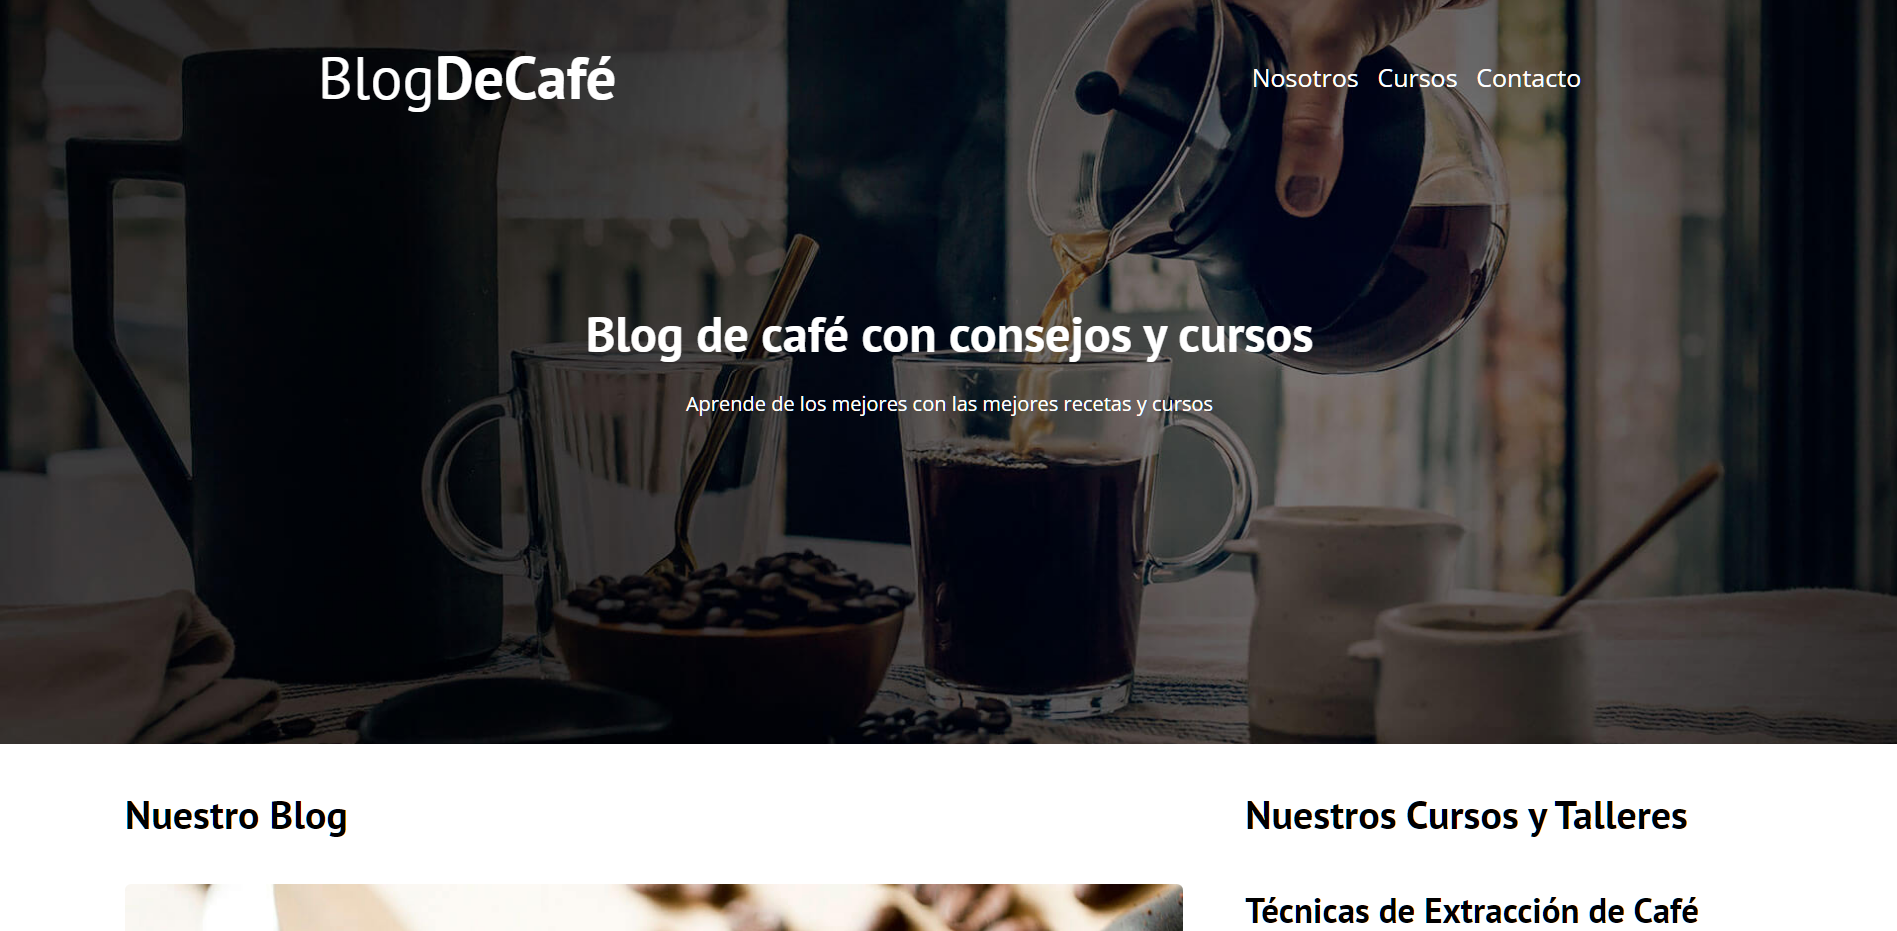 BlogDeCafé
Nosotros Cursos Contacto
Blog de café con consejos y cursos
Aprende de los mejores con las mejores recetas y cursos
Nuestro Blog
Nuestros Cursos y Talleres
Técnicas de Extracción de Café